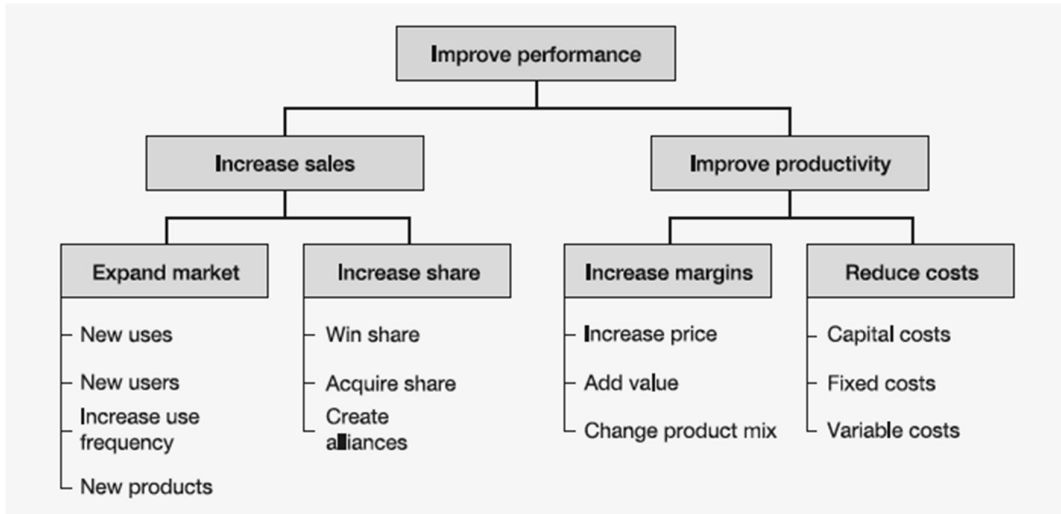 Improve performance
Increase sales
Improve productivity
Expand market
Increase share
Increase margins
Reduce costs
New uses
New users
Increase use
frequency
New products
Win share
Acquire share
Create
alliances
Increase price
Add value
Change product mix
Capital costs
Fixed costs
Variable costs